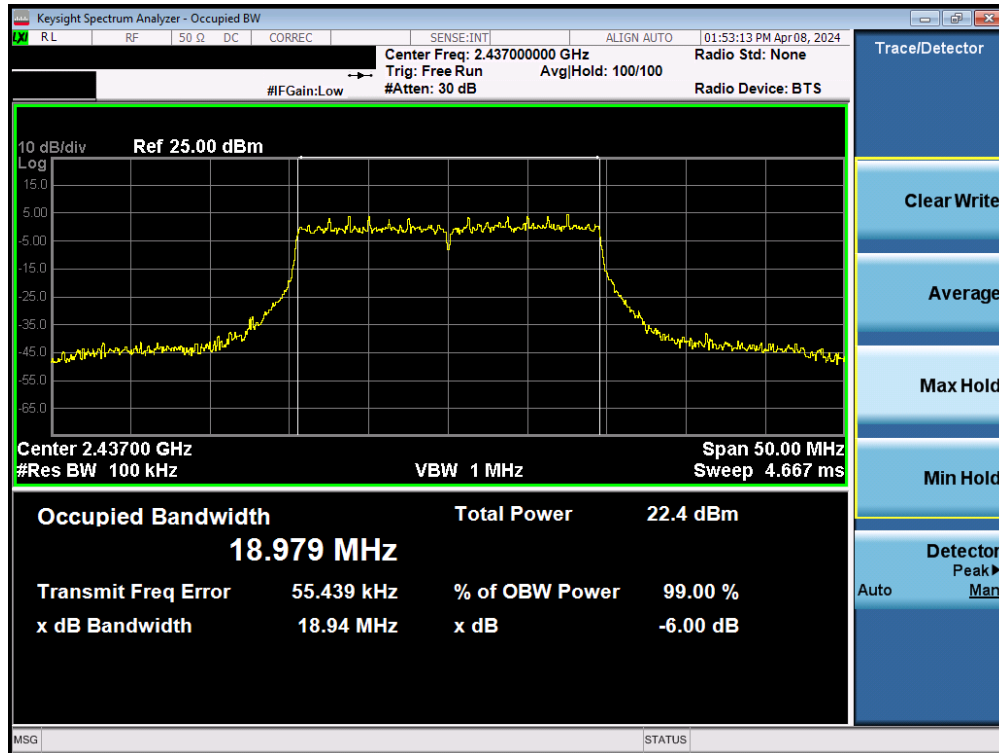 Keysight Spectrum Analyzer - Occupied BW
LXI RL RF 50 Ω DC CORREC SENSE:INT ALIGN AUTO 01:53:13 PM Apr 08, 2024
Center Freq: 2.437000000 GHz Radio Std: None
Trig: Free Run Avg|Hold: 100/100
#IFGain:Low #Atten: 30 dB Radio Device: BTS
10 dB/div Ref 25.00 dBm
Log
15.0
5.00
-5.00
-15.0
-25.0
-35.0
-45.0
-55.0
-65.0
Center 2.43700 GHz Span 50.00 MHz
#Res BW 100 kHz VBW 1 MHz Sweep 4.667 ms
Occupied Bandwidth Total Power 22.4 dBm
18.979 MHz
Transmit Freq Error 55.439 kHz % of OBW Power 99.00 %
x dB Bandwidth 18.94 MHz x dB -6.00 dB
MSG STATUS
Trace/Detector
Clear Write
Average
Max Hold
Min Hold
Detector
Peak▶
Auto Man